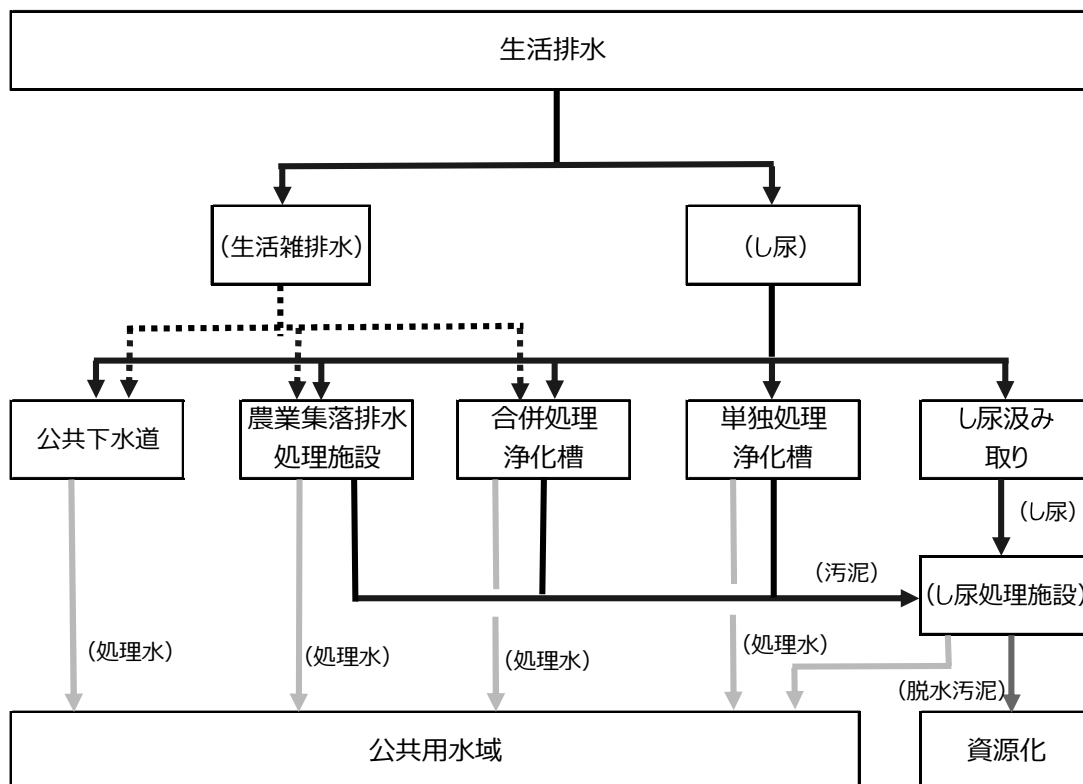 生活排水
(生活雑排水)
(し尿)
公共下水道
農業集落排水
処理施設
合併処理
浄化槽
単独処理
浄化槽
し尿汲み
取り
(し尿)
(汚泥)
(し尿処理施設)
(処理水)
(処理水)
(処理水)
(処理水)
(脱水汚泥)
公共用水域
資源化